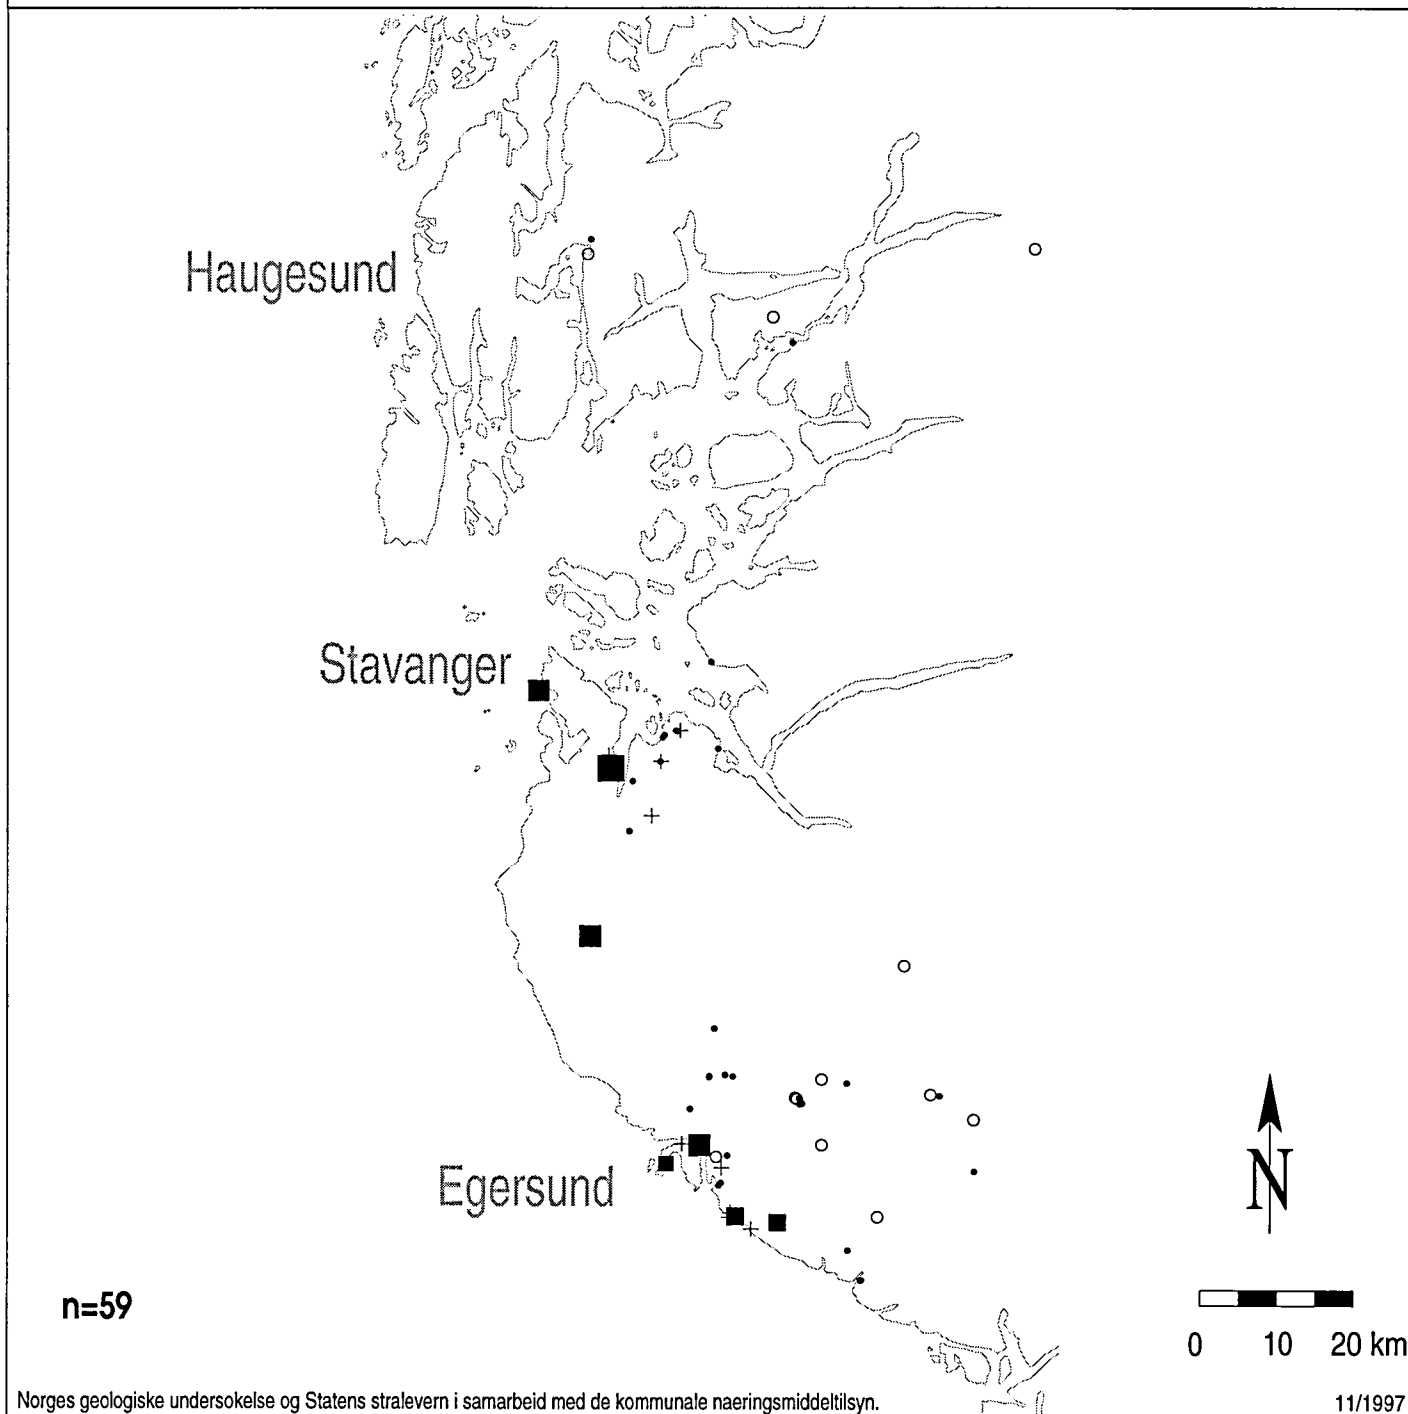 Haugesund
Stavanger
Egersund
N
n=59
0 10 20 km
Norges geologiske undersokelse og Statens stralevern i samarbeid med de kommunale naeringsmiddeltilsyn.
11/1997